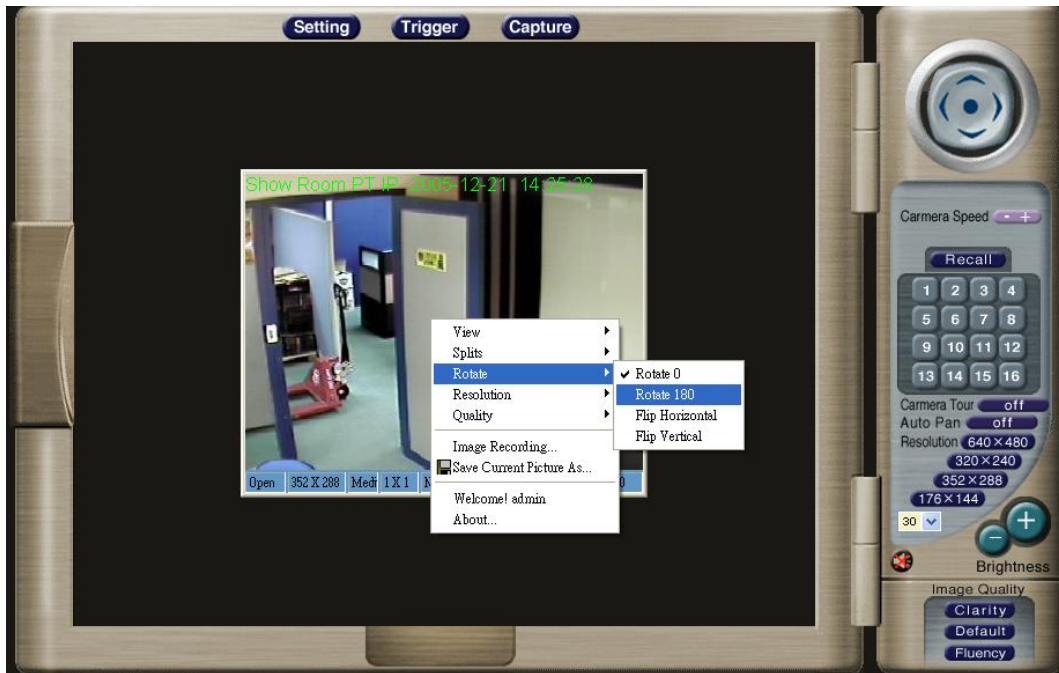 Setting Trigger Capture
Show Room PT IP 2005-12-21 14:25:28
View
Splits
Rotate
Resolution
Quality
Image Recording...
Save Current Picture As...
Welcome! admin
About...
Rotate 0
Rotate 180
Flip Horizontal
Flip Vertical
Open 352 X 288 Medi 1 X 1
Carmera Speed - +
Recall
1 2 3 4
5 6 7 8
9 10 11 12
13 14 15 16
Carmera Tour off
Auto Pan off
Resolution 640×480
320×240
352×288
176×144
30
Brightness
Image Quality
Clarity
Default
Fluency